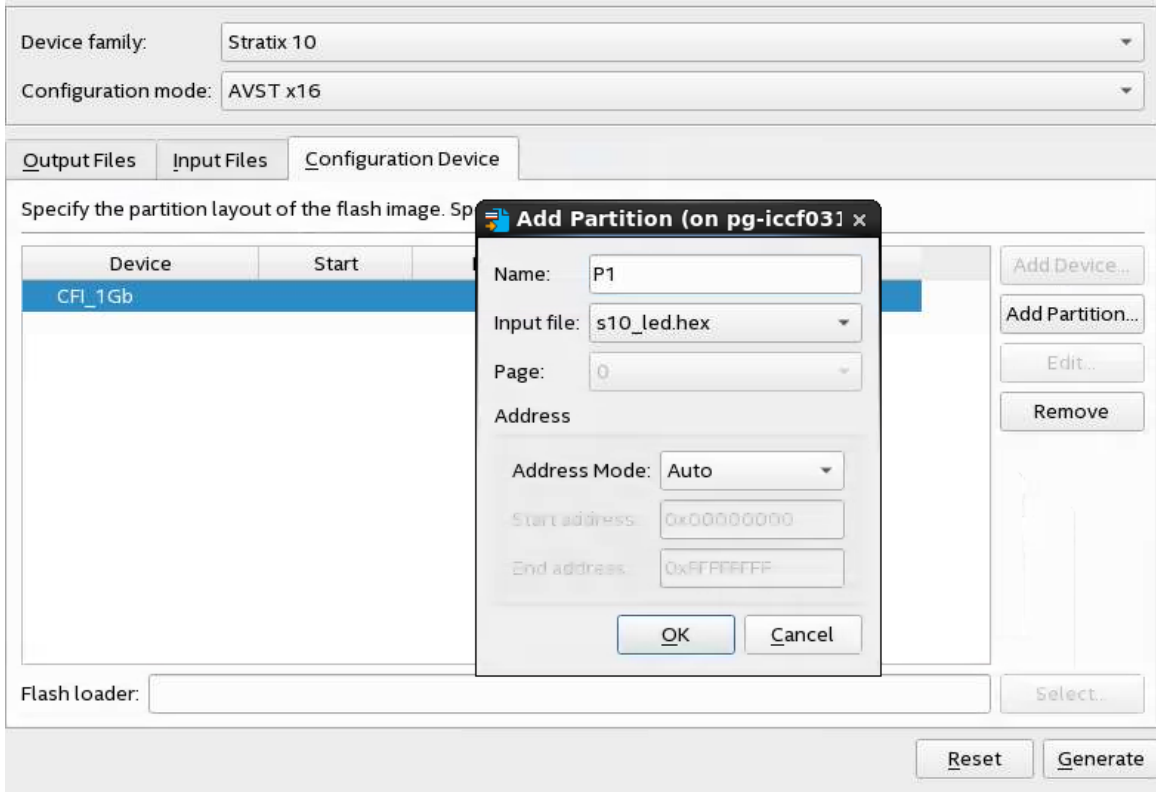 Device family: Stratix 10
Configuration mode: AVST x16
Output Files Input Files Configuration Device
Specify the partition layout of the flash image. Sp
Device Start
CFI_1Gb
Add Device...
Add Partition...
Edit...
Remove
Add Partition (on pg-iccf031 ×
Name: P1
Input file: s10_led.hex
Page: 0
Address
Address Mode: Auto
Start address: 0x00000000
End address: 0xFFFFFFFF
OK Cancel
Flash loader: Select...
Reset Generate